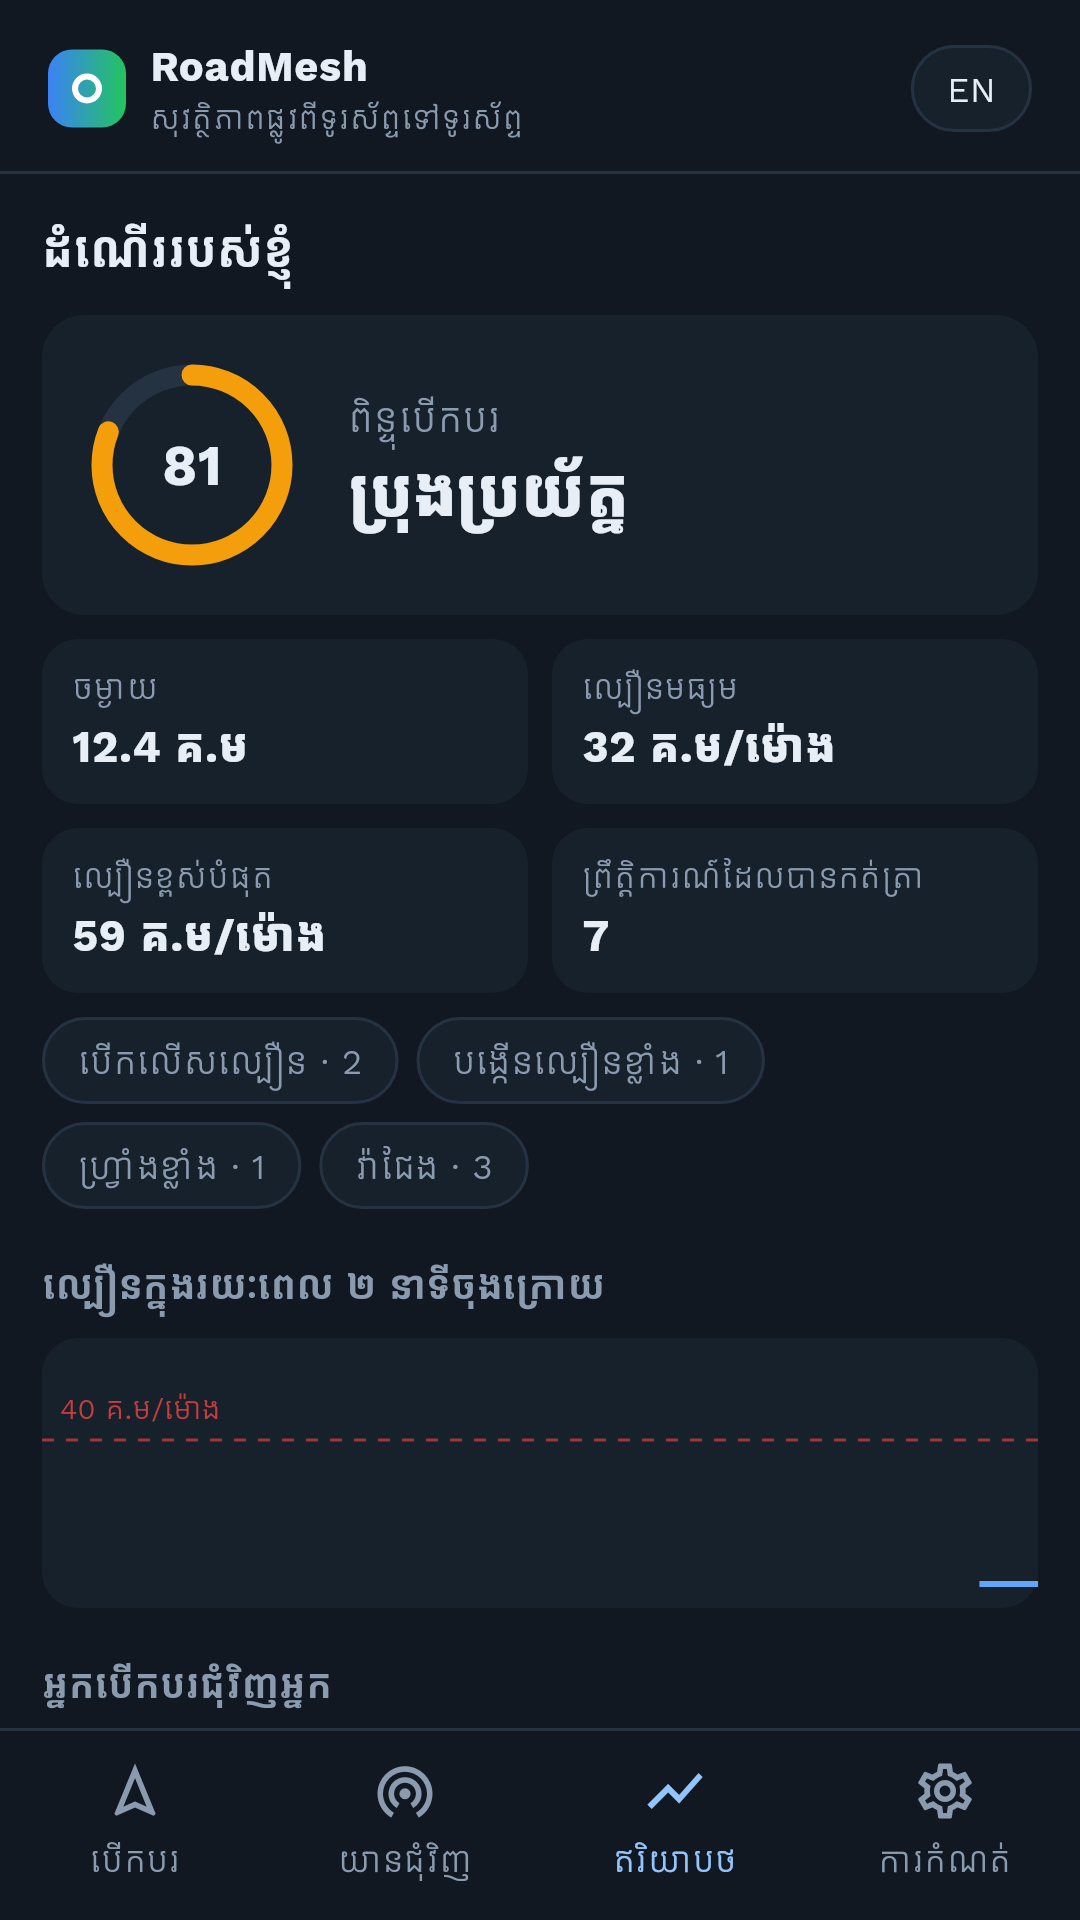 RoadMesh
សុវត្ថិភាពផ្លូវពីទូរស័ព្ទទៅទូរស័ព្ទ
EN
ដំណើររបស់ខ្ញុំ
81
ពិន្ទុបើកបរ
ប្រុងប្រយ័ត្ន
ចម្ងាយ
12.4 គ.ម
ល្បឿនមធ្យម
32 គ.ម/ម៉ោង
ល្បឿនខ្ពស់បំផុត
59 គ.ម/ម៉ោង
ព្រឹត្តិការណ៍ដែលបានកត់ត្រា
7
បើកលើសល្បឿន · 2
បង្កើនល្បឿនខ្លាំង · 1
ហ្វ្រាំងខ្លាំង · 1
វ៉ាជែង · 3
ល្បឿនក្នុងរយៈពេល ២ នាទីចុងក្រោយ
40 គ.ម/ម៉ោង
អ្នកបើកបរជុំវិញអ្នក
បើកបរ
យានជុំវិញ
ឥរិយាបថ
ការកំណត់